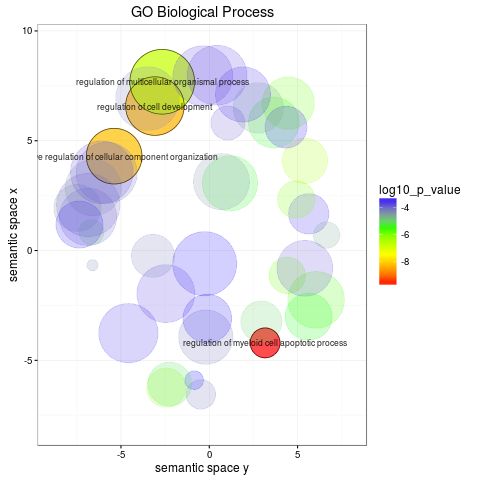 GO Biological Process
10
5
0
-5
semantic space x
regulation of multicellular organismal process
regulation of cell development
e regulation of cellular component organization
regulation of myeloid cell apoptotic process
-5
0
5
semantic space y
log10_p_value
-4
-6
-8